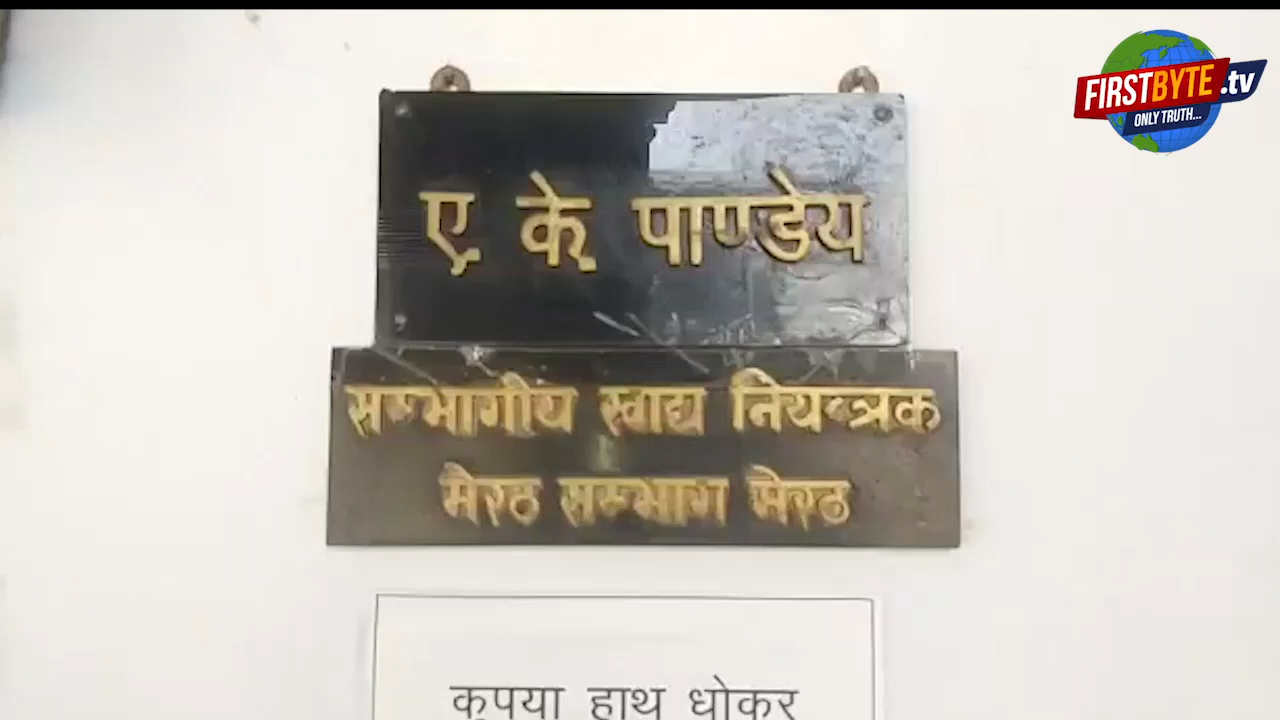 FIRSTBYTE.tv
ONLY TRUTH...
ए के पाण्डेय
सम्भागीय खाद्य नियन्त्रक
मेरठ सम्भाग मेरठ
कृपया हाथ धोकर